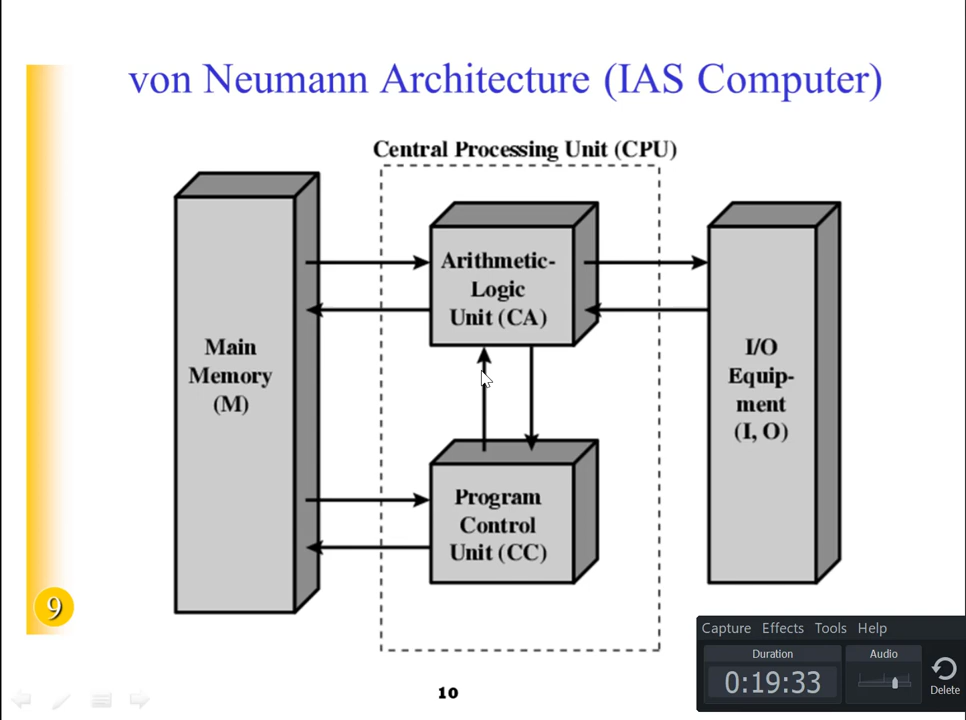 von Neumann Architecture (IAS Computer)
Central Processing Unit (CPU)
Arithmetic-
Logic
Unit (CA)
Main
Memory
(M)
I/O
Equip-
ment
(I, O)
Program
Control
Unit (CC)
9
10
Capture Effects Tools Help
Duration
Audio
0:19:33
Delete